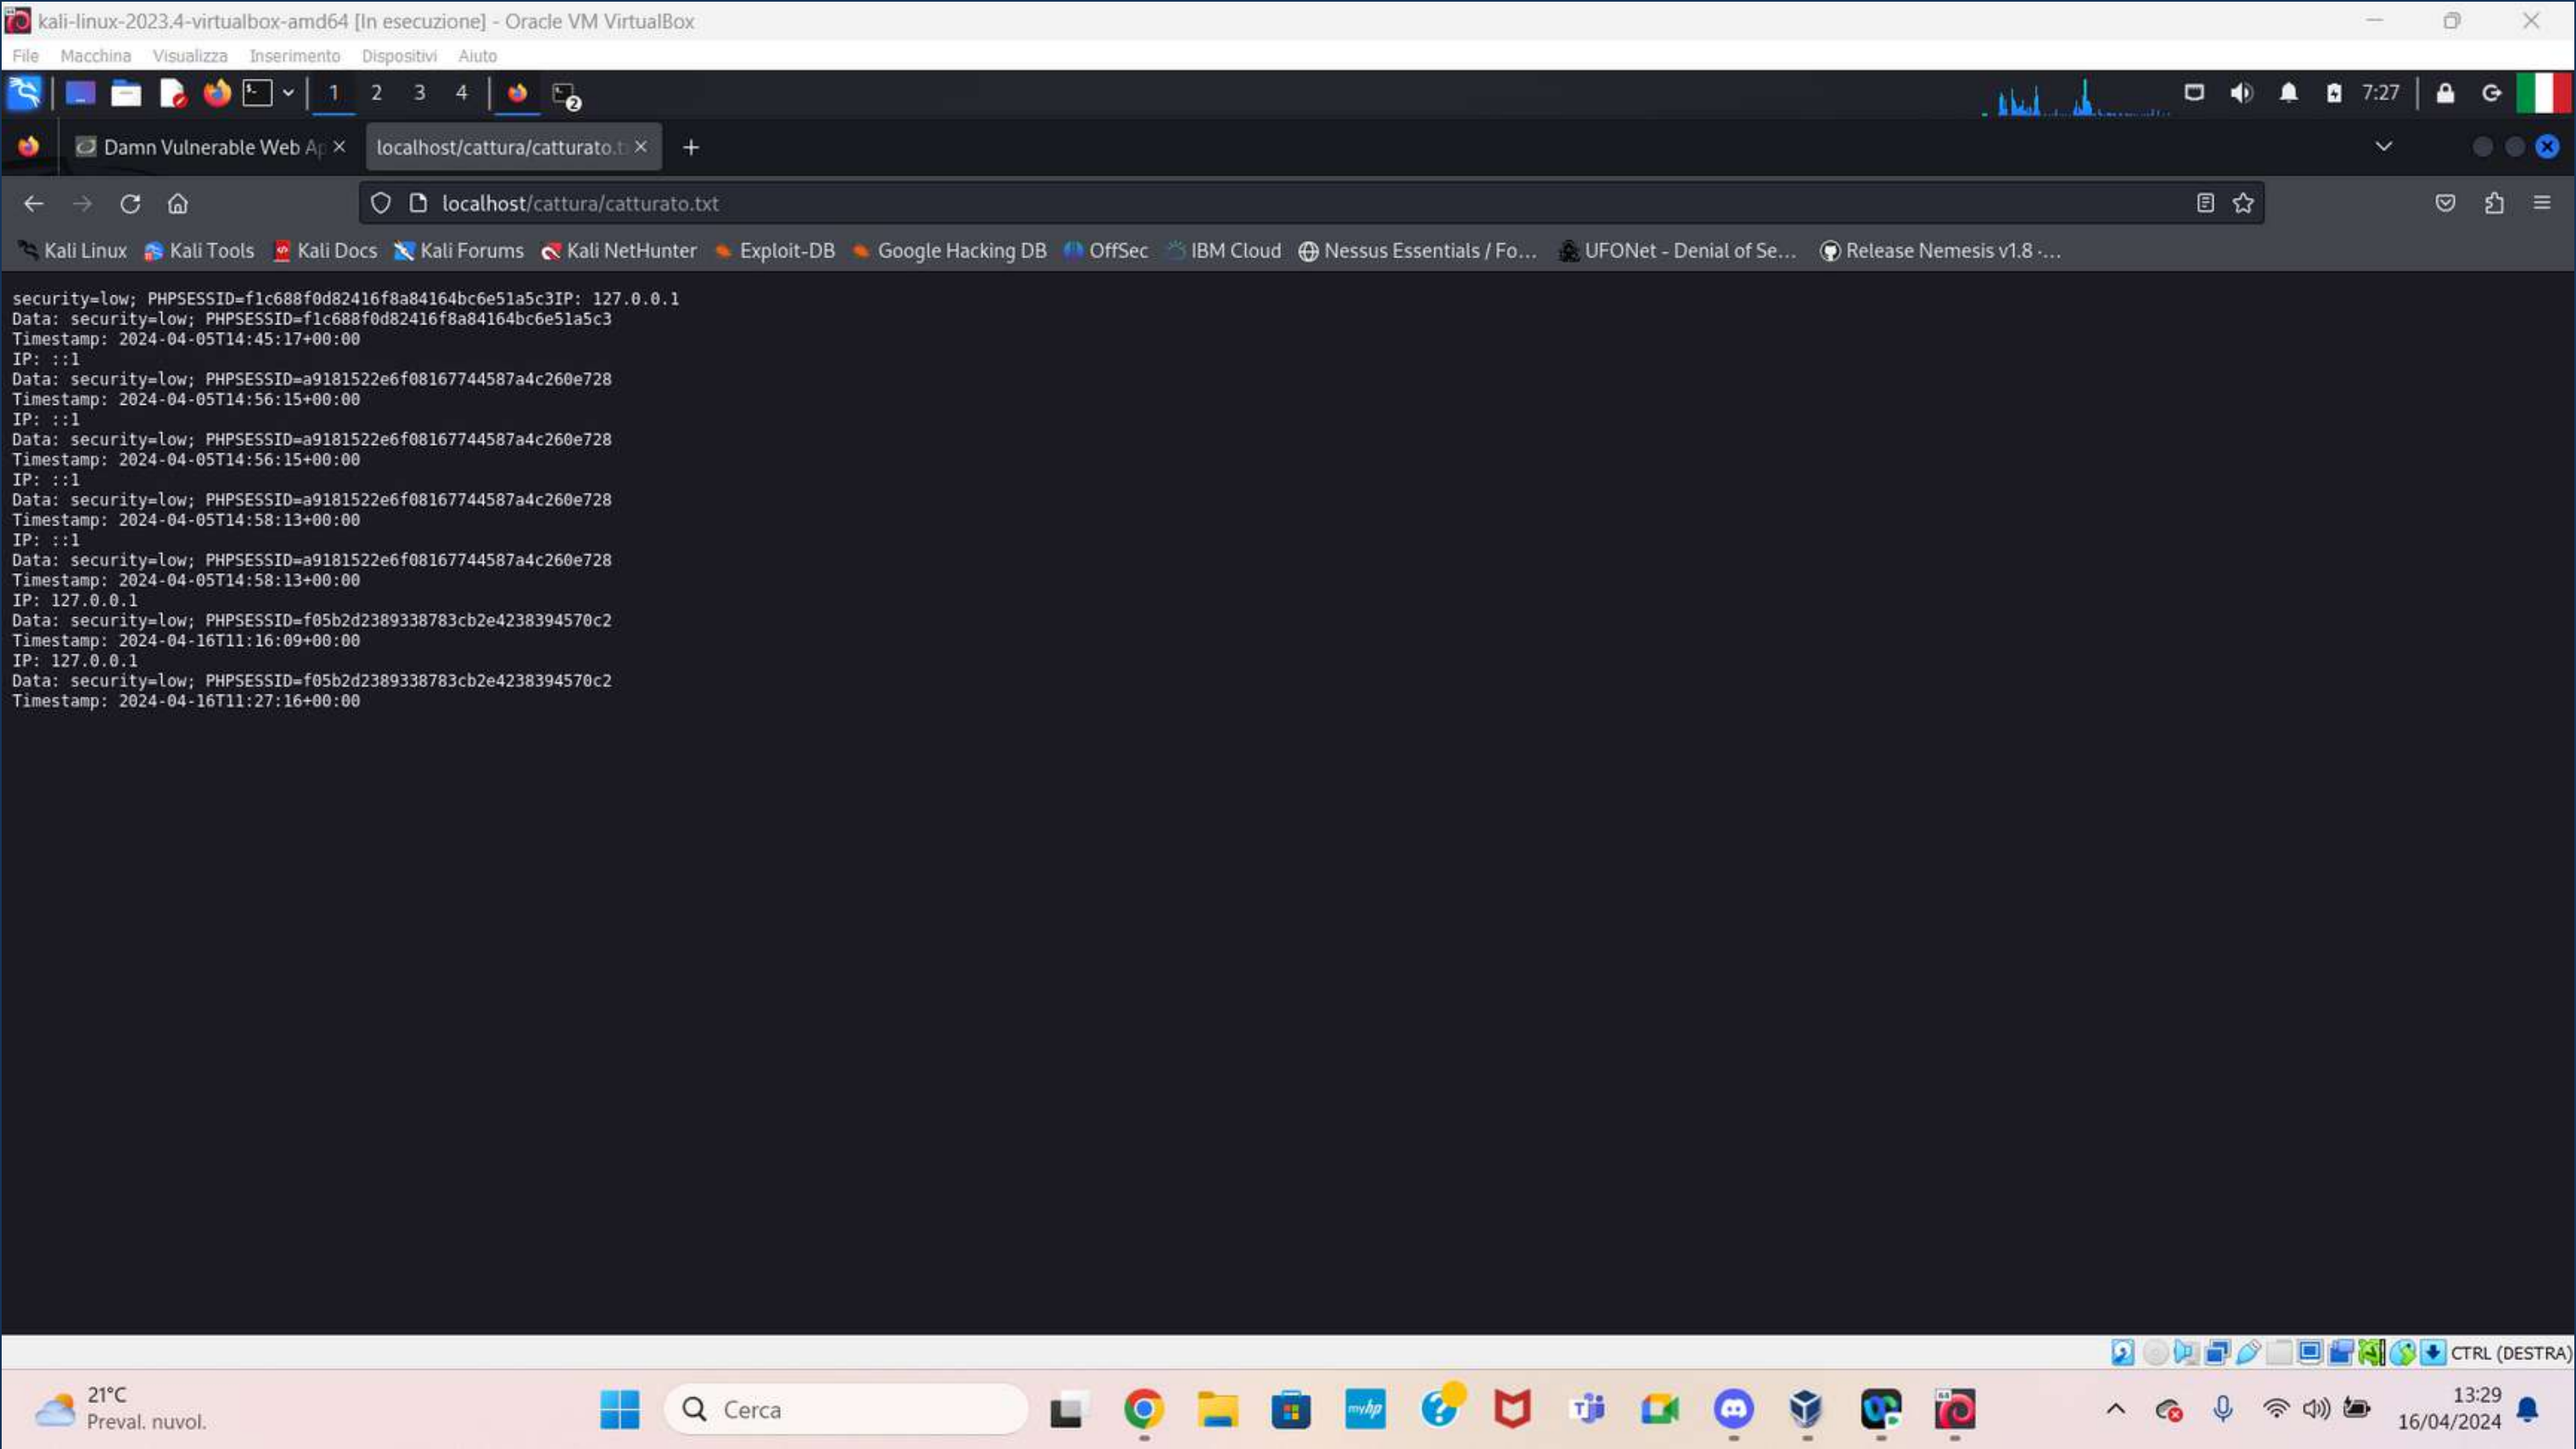 kali-linux-2023.4-virtualbox-amd64 [In esecuzione] - Oracle VM VirtualBox
File Macchina Visualizza Inserimento Dispositivi Aiuto
1 2 3 4 2 7:27
Damn Vulnerable Web Ap localhost/cattura/catturato.t
localhost/cattura/catturato.txt
Kali Linux Kali Tools Kali Docs Kali Forums Kali NetHunter Exploit-DB Google Hacking DB OffSec IBM Cloud Nessus Essentials / Fo... UFONet - Denial of Se... Release Nemesis v1.8 ·...
security=low; PHPSESSID=f1c688f0d82416f8a84164bc6e51a5c3IP: 127.0.0.1
Data: security=low; PHPSESSID=f1c688f0d82416f8a84164bc6e51a5c3
Timestamp: 2024-04-05T14:45:17+00:00
IP: ::1
Data: security=low; PHPSESSID=a9181522e6f08167744587a4c260e728
Timestamp: 2024-04-05T14:56:15+00:00
IP: ::1
Data: security=low; PHPSESSID=a9181522e6f08167744587a4c260e728
Timestamp: 2024-04-05T14:56:15+00:00
IP: ::1
Data: security=low; PHPSESSID=a9181522e6f08167744587a4c260e728
Timestamp: 2024-04-05T14:58:13+00:00
IP: ::1
Data: security=low; PHPSESSID=a9181522e6f08167744587a4c260e728
Timestamp: 2024-04-05T14:58:13+00:00
IP: 127.0.0.1
Data: security=low; PHPSESSID=f05b2d2389338783cb2e4238394570c2
Timestamp: 2024-04-16T11:16:09+00:00
IP: 127.0.0.1
Data: security=low; PHPSESSID=f05b2d2389338783cb2e4238394570c2
Timestamp: 2024-04-16T11:27:16+00:00
CTRL (DESTRA)
21°C
Preval. nuvol.
Cerca
myhp
13:29
16/04/2024